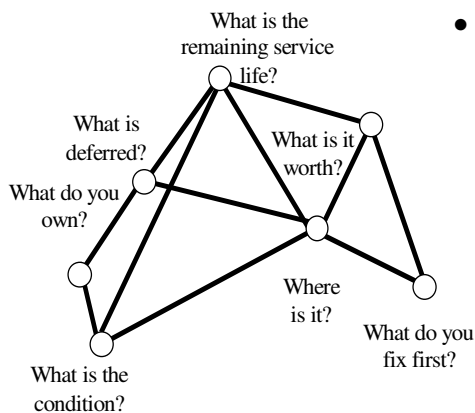 What is the
remaining service
life?
What is
deferred?
What is it
worth?
What do you
own?
Where
is it?
What do you
fix first?
What is the
condition?